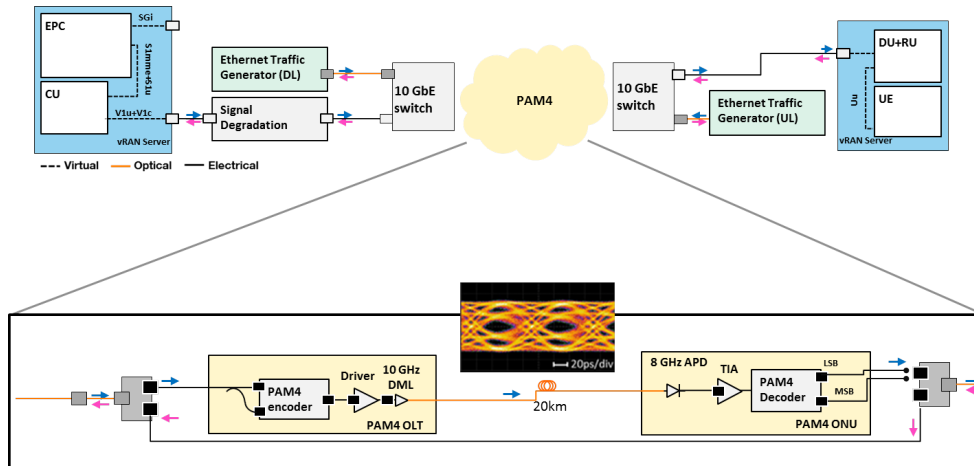 EPC
SGi
S1mme+61u
CU
V1u+V1c
vRAN Server
Ethernet Traffic
Generator (DL)
Signal
Degradation
10 GbE
switch
PAM4
10 GbE
switch
Ethernet Traffic
Generator (UL)
DU+RU
Uu
UE
vRAN Server
Virtual
Optical
Electrical
20ps/div
PAM4
encoder
Driver
10 GHz
DML
PAM4 OLT
20km
8 GHz APD
TIA
PAM4
Decoder
LSB
MSB
PAM4 ONU